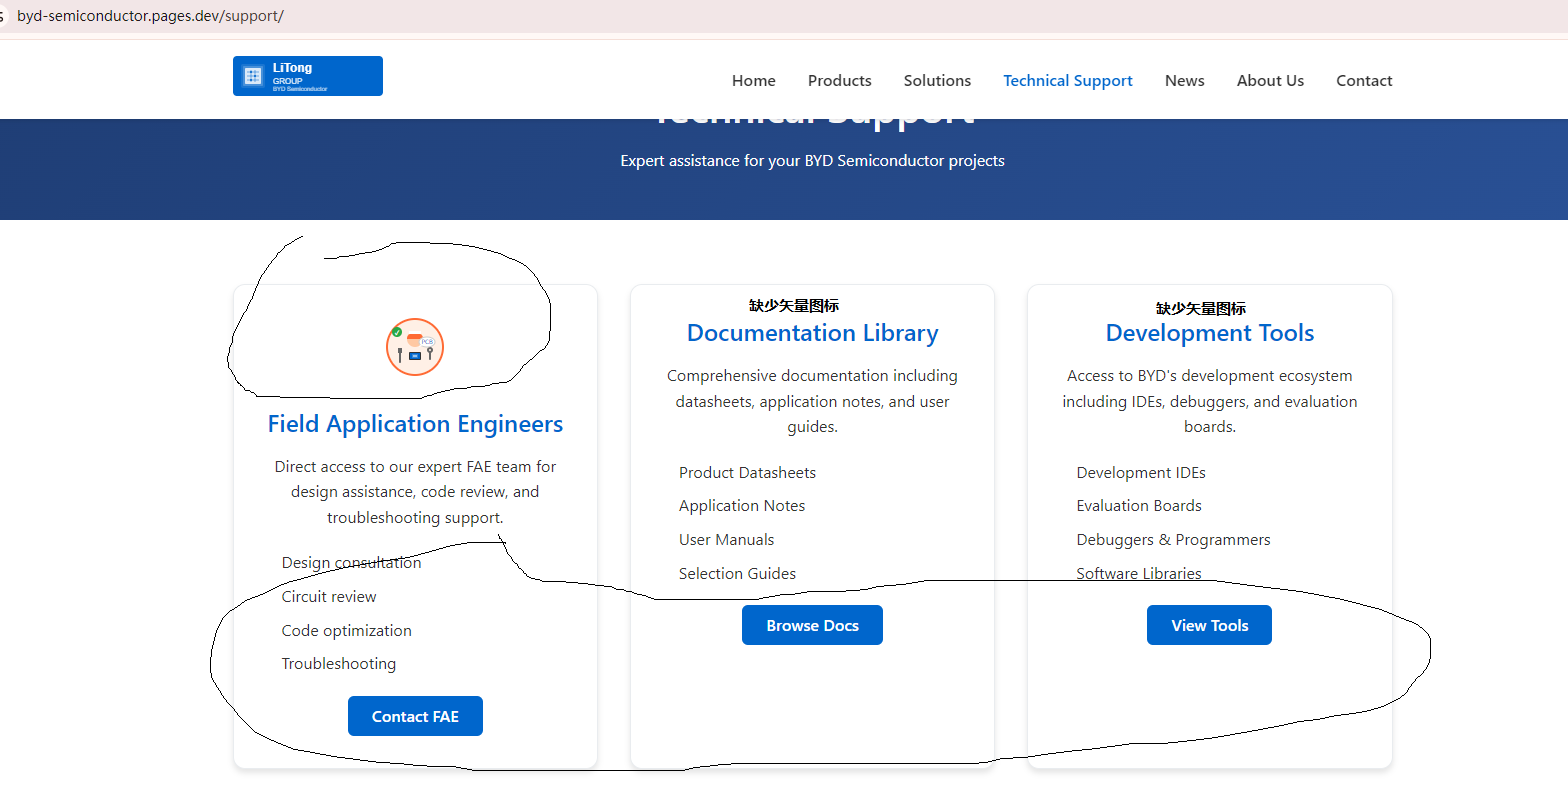 byd-semiconductor.pages.dev/support/
LiTong
GROUP
BYD Semiconductor
Home
Products
Solutions
Technical Support
News
About Us
Contact
Technical Support
Expert assistance for your BYD Semiconductor projects
PCB
Field Application Engineers
Direct access to our expert FAE team for
design assistance, code review, and
troubleshooting support.
Design consultation
Circuit review
Code optimization
Troubleshooting
Contact FAE
缺少矢量图标
Documentation Library
Comprehensive documentation including
datasheets, application notes, and user
guides.
Product Datasheets
Application Notes
User Manuals
Selection Guides
Browse Docs
缺少矢量图标
Development Tools
Access to BYD's development ecosystem
including IDEs, debuggers, and evaluation
boards.
Development IDEs
Evaluation Boards
Debuggers & Programmers
Software Libraries
View Tools